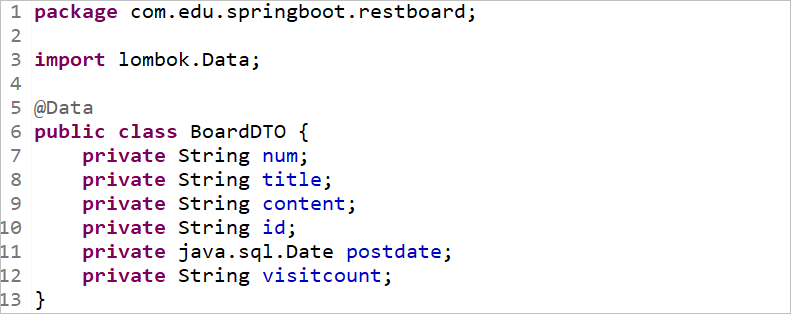 1 package com.edu.springboot.restboard;
2
3 import lombok.Data;
4
5 @Data
6 public class BoardDTO {
7     private String num;
8     private String title;
9     private String content;
10     private String id;
11     private java.sql.Date postdate;
12     private String visitcount;
13 }